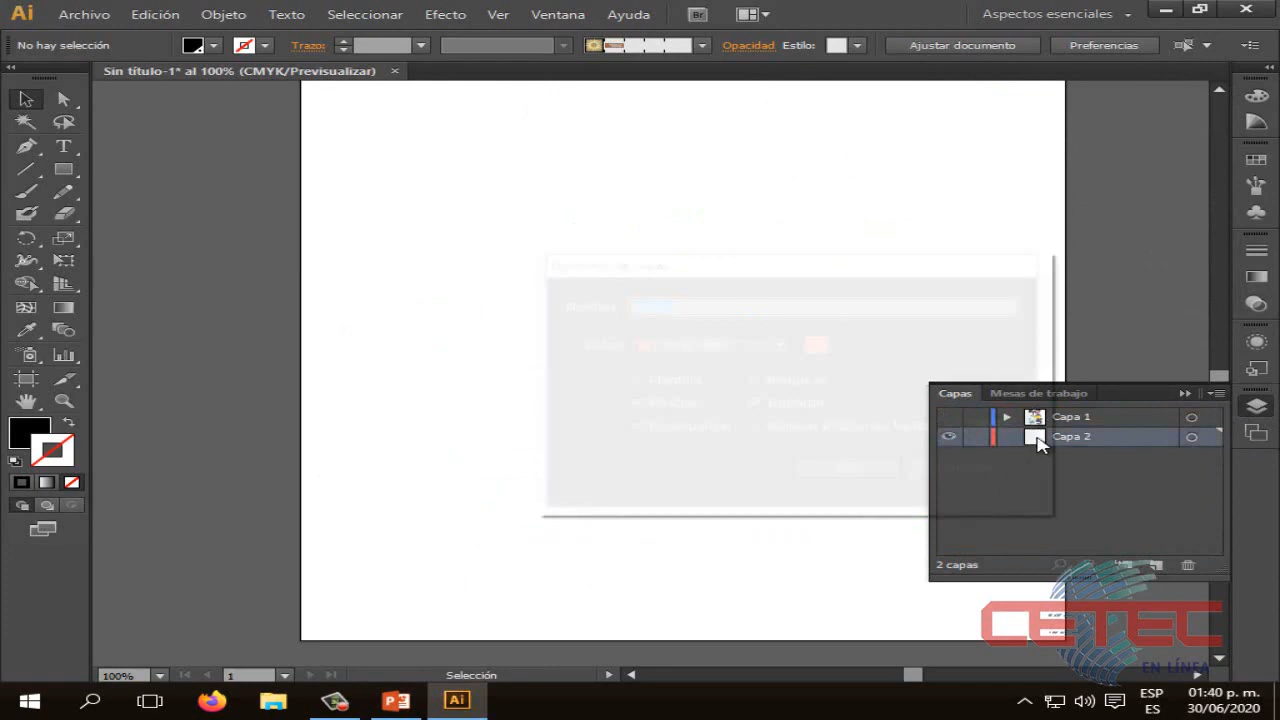 Ai Archivo Edición Objeto Texto Seleccionar Efecto Ver Ventana Ayuda Br Aspectos esenciales
No hay selección Trazo: Opacidad Estilo: Ajustar documento Preferencias
Sin título-1* al 100% (CMYK/Previsualizar) ×
Capas Mesas de trabajo
Capa 1
Capa 2
2 capas
CETEC
EN LÍNEA
100% 1 Selección
Ai ESP 01:40 p. m.
ES 30/06/2020